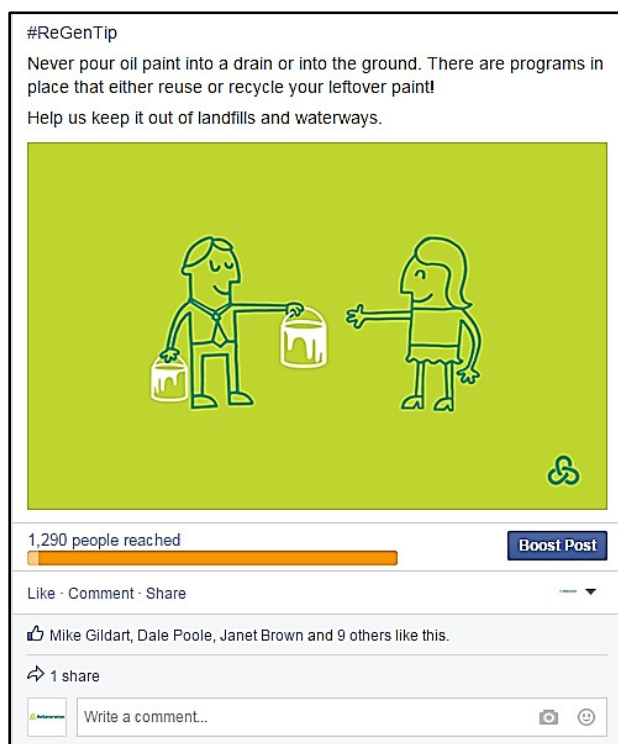 #ReGenTip
Never pour oil paint into a drain or into the ground. There are programs in
place that either reuse or recycle your leftover paint!
Help us keep it out of landfills and waterways.
1,290 people reached
Boost Post
Like · Comment · Share
Mike Gildart, Dale Poole, Janet Brown and 9 others like this.
1 share
Write a comment...